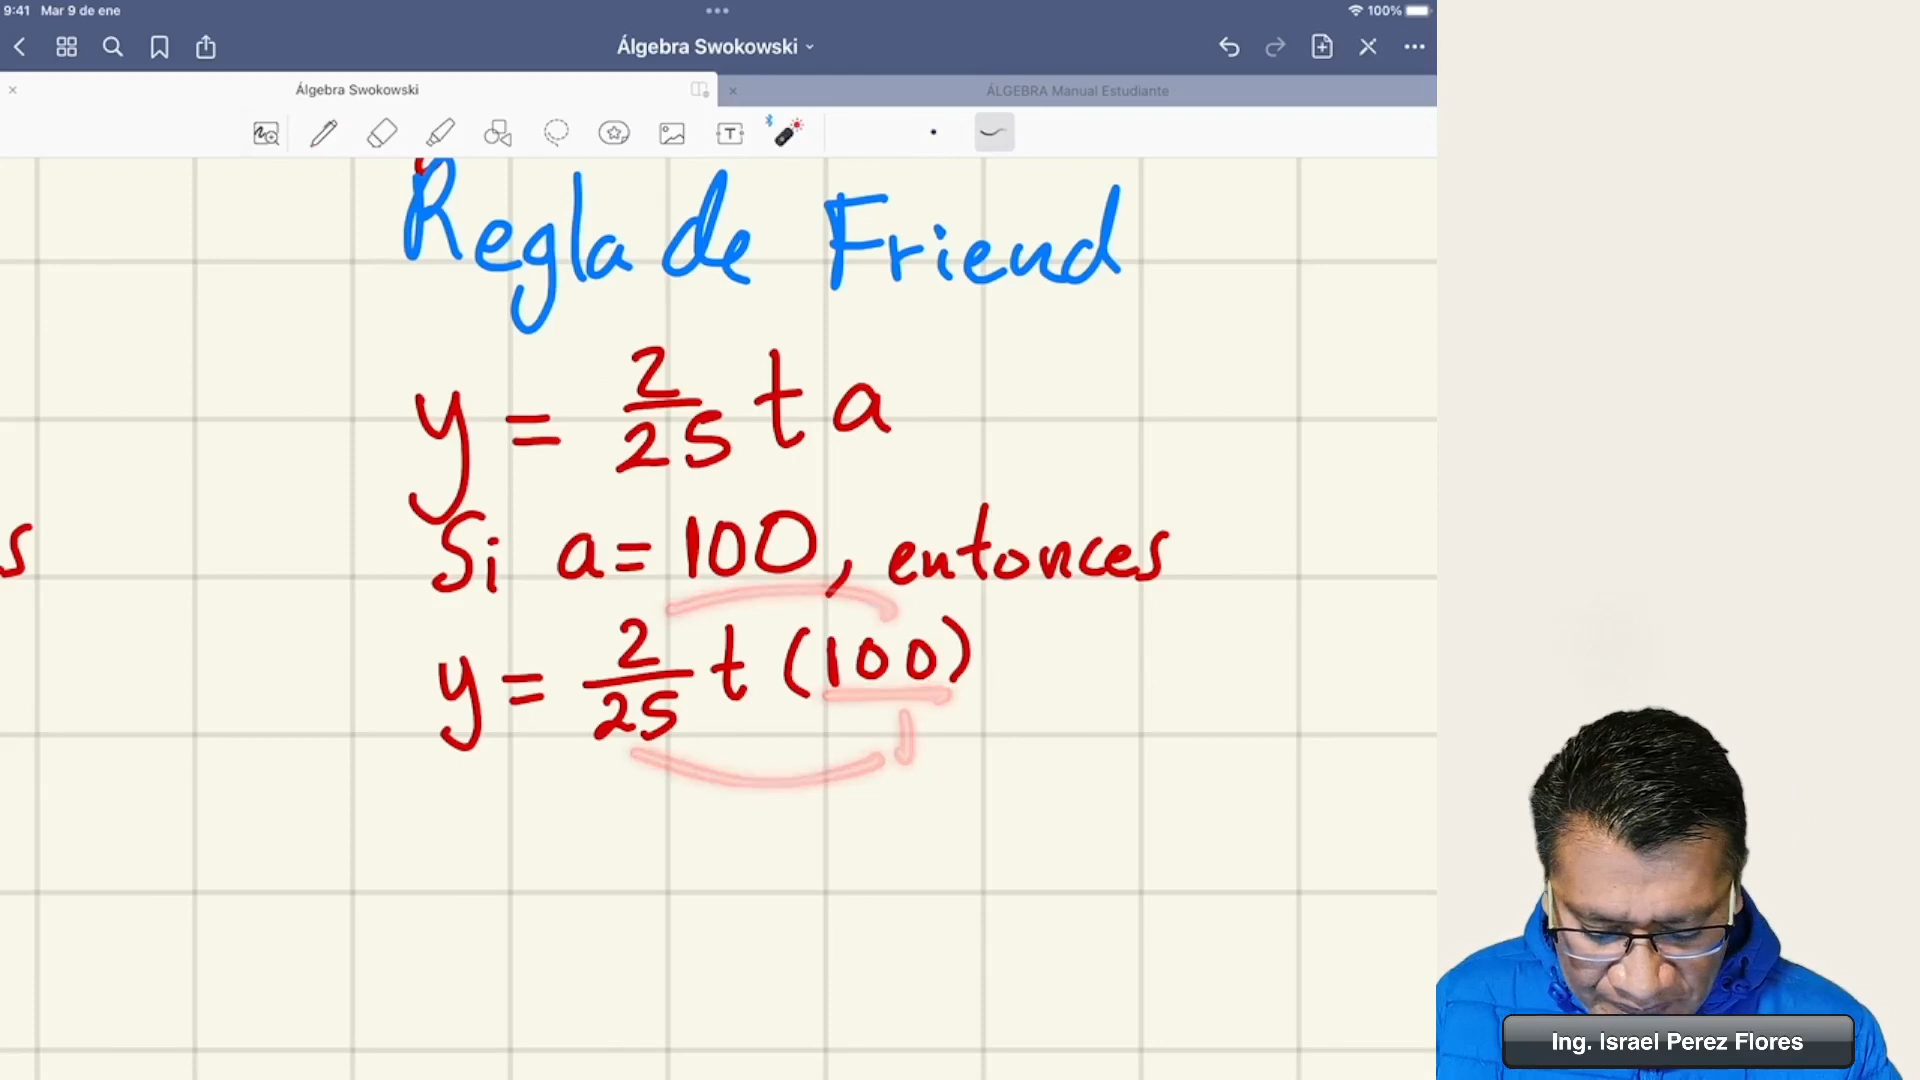 9:41 Mar 9 de ene
100%
Álgebra Swokowski
Álgebra Swokowski
ÁLGEBRA Manual Estudiante
T
Regla de Friend
y = 2/25 t a
s
Si a = 100, entonces
y = 2/25 t (100)
Ing. Israel Perez Flores